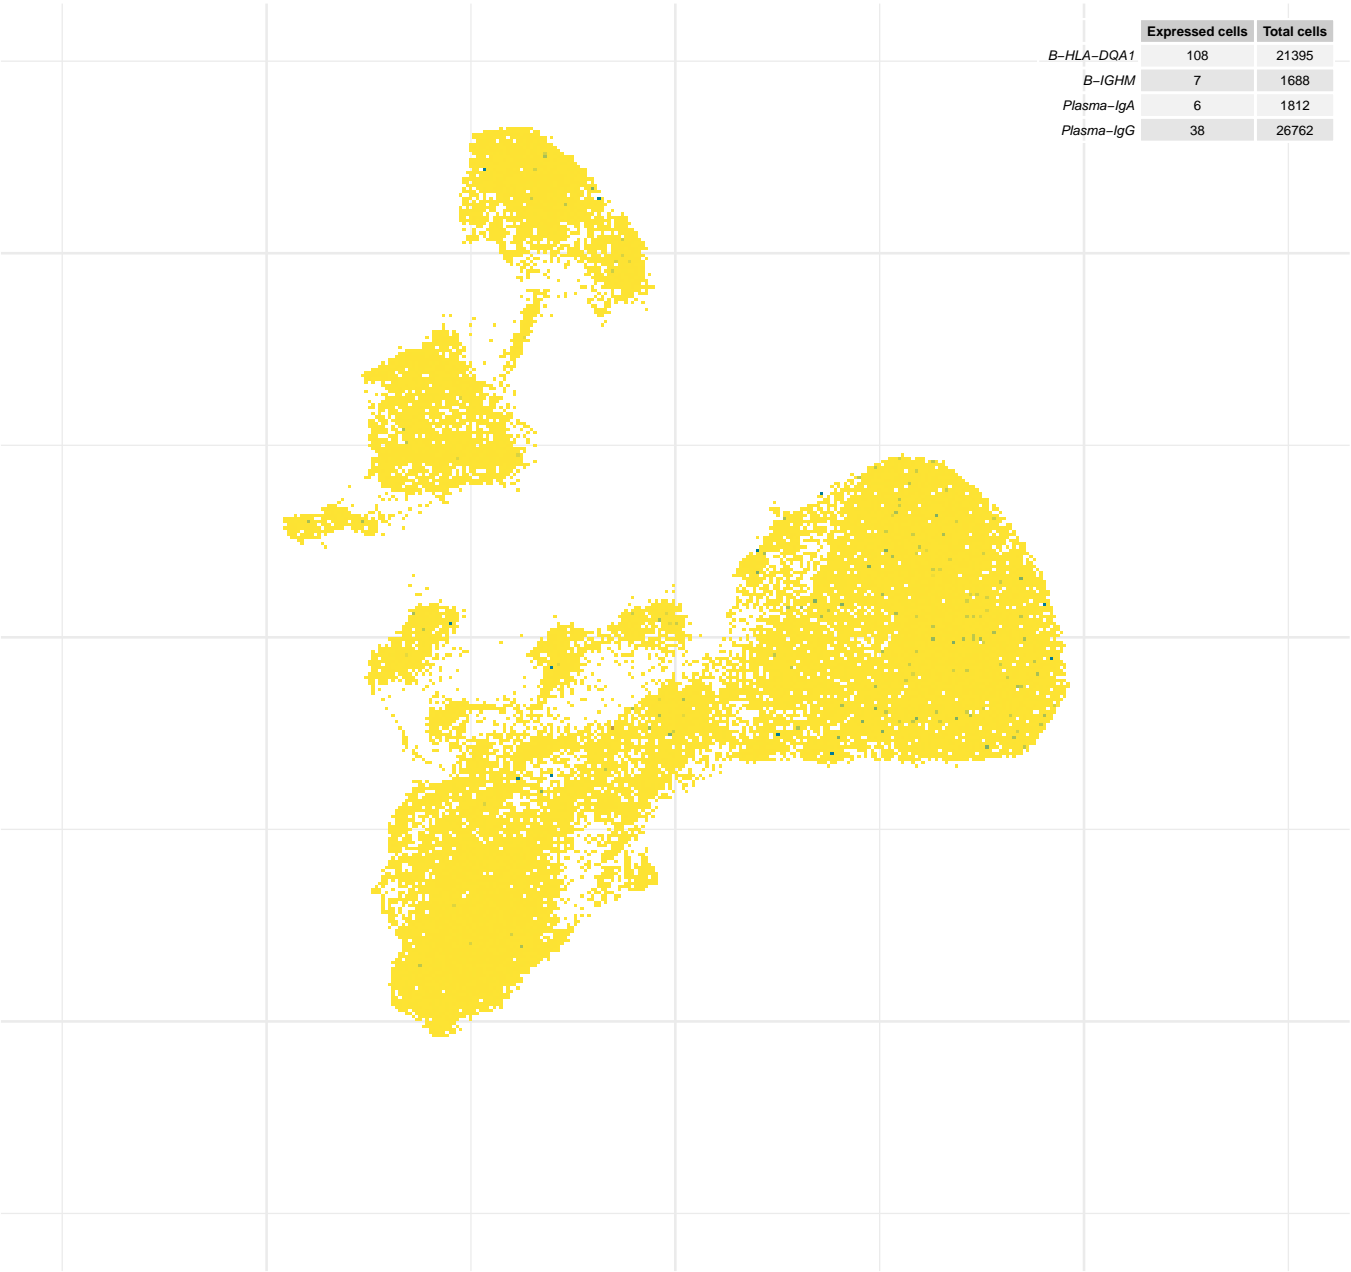 Expressed cells Total cells
B−HLA−DQA1 108 21395
B−IGHM 7 1688
Plasma−IgA 6 1812
Plasma−IgG 38 26762